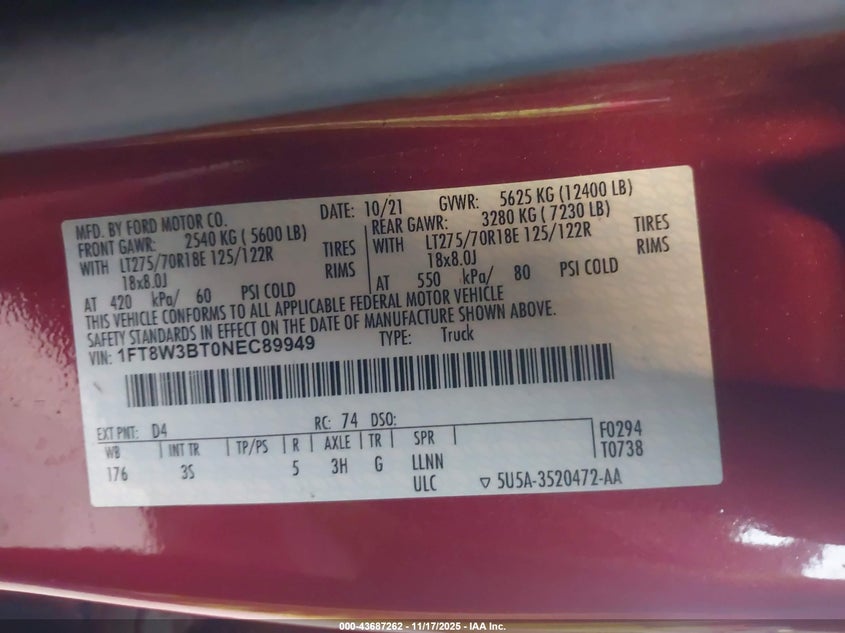 MFD. BY FORD MOTOR CO. DATE: 10/21 GVWR: 5625 KG (12400 LB)
FRONT GAWR: 2540 KG ( 5600 LB) REAR GAWR: 3280 KG ( 7230 LB)
WITH LT275/70R18E 125/122R TIRES WITH LT275/70R18E 125/122R TIRES
18x8.0J RIMS 18x8.0J RIMS
AT 420 kPa/ 60 PSI COLD AT 550 kPa/ 80 PSI COLD
THIS VEHICLE CONFORMS TO ALL APPLICABLE FEDERAL MOTOR VEHICLE
SAFETY STANDARDS IN EFFECT ON THE DATE OF MANUFACTURE SHOWN ABOVE.
VIN: 1FT8W3BT0NEC89949 TYPE: Truck
EXT PNT: D4 RC: 74 DSO:
WB INT TR TP/PS R AXLE TR SPR F0294
176 3S 5 3H G LLNN T0738
ULC 5U5A-3520472-AA
000-43687262 - 11/17/2025 - IAA Inc.